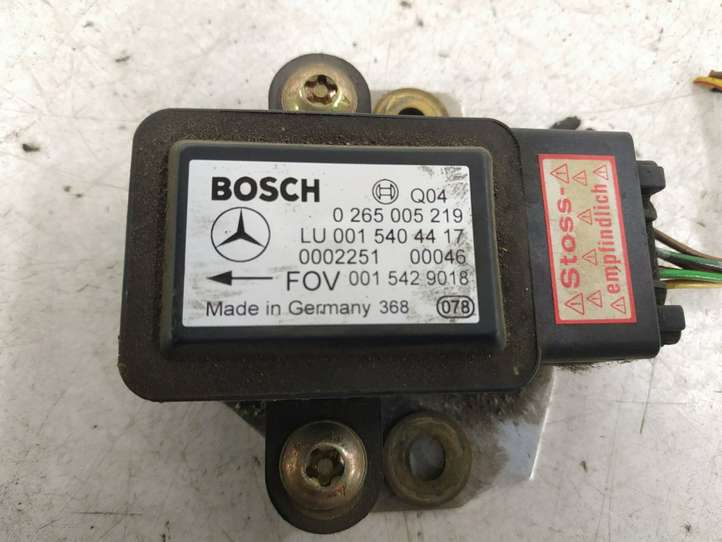 BOSCH
Q04
0 265 005 219
LU 001 540 44 17
0002251 00046
FOV 001 542 9018
Made in Germany 368 078
Stoss-
empfindlich